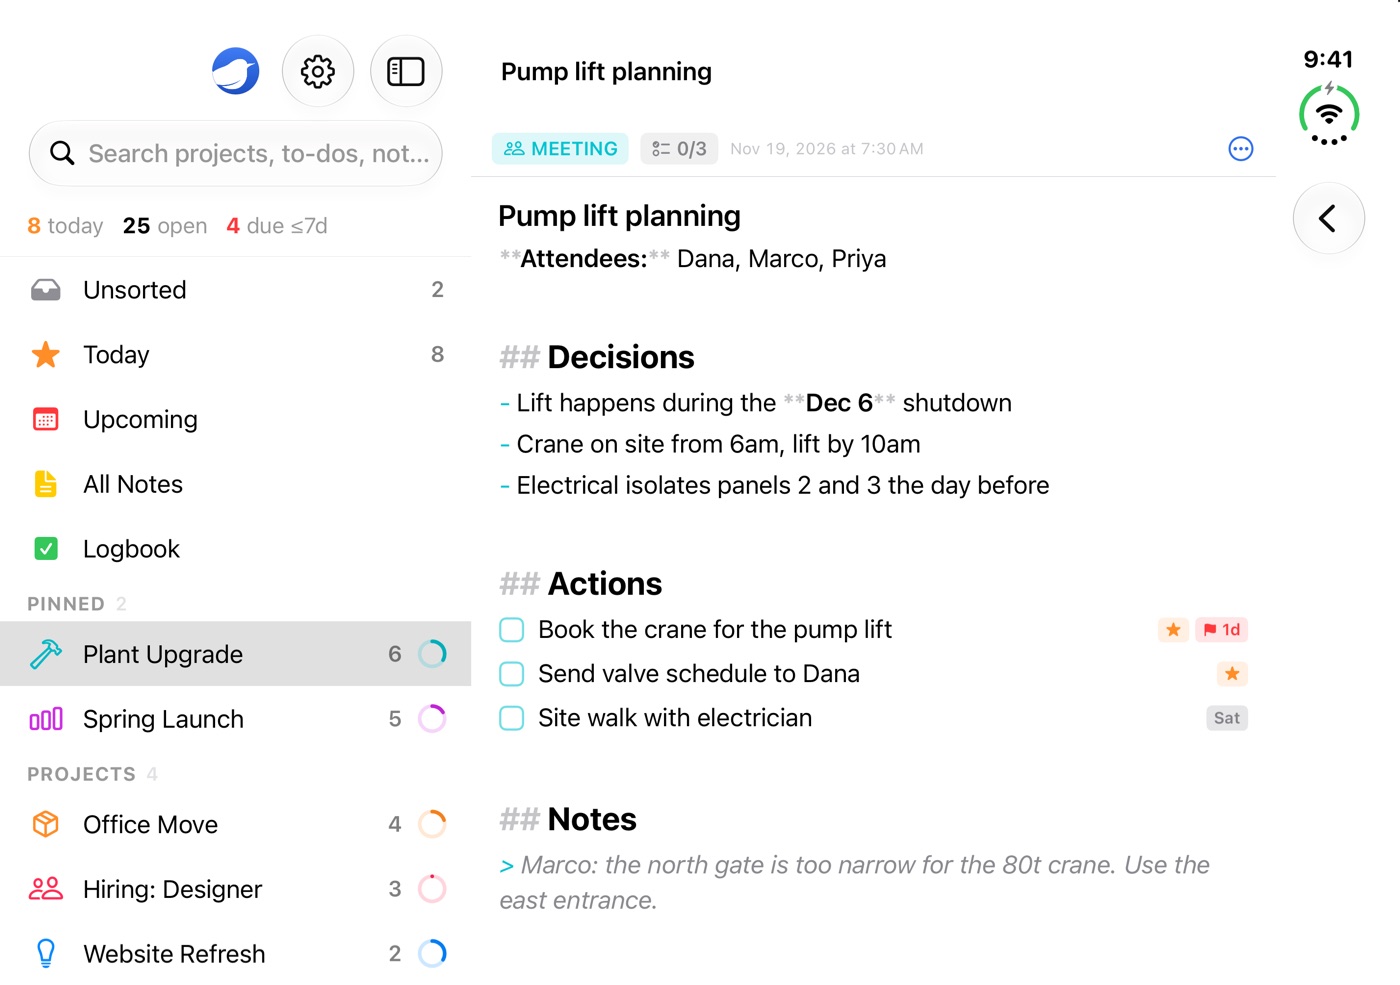 Search projects, to-dos, not...
8 today 25 open 4 due ≤7d
Unsorted 2
Today 8
Upcoming
All Notes
Logbook
PINNED 2
Plant Upgrade 6
Spring Launch 5
PROJECTS 4
Office Move 4
Hiring: Designer 3
Website Refresh 2
Pump lift planning
MEETING 0/3 Nov 19, 2026 at 7:30 AM
Pump lift planning
**Attendees:** Dana, Marco, Priya
## Decisions
- Lift happens during the **Dec 6** shutdown
- Crane on site from 6am, lift by 10am
- Electrical isolates panels 2 and 3 the day before
## Actions
Book the crane for the pump lift 1d
Send valve schedule to Dana
Site walk with electrician Sat
## Notes
> Marco: the north gate is too narrow for the 80t crane. Use the
east entrance.
9:41